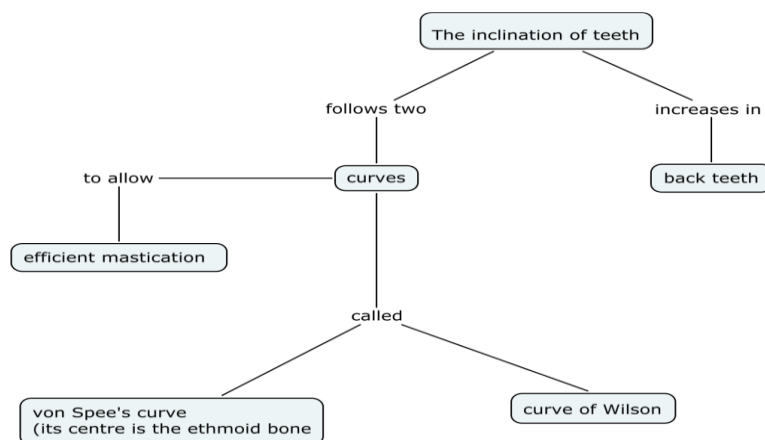 The inclination of teeth
follows two
increases in
to allow
curves
back teeth
efficient mastication
called
von Spee's curve
(its centre is the ethmoid bone
curve of Wilson